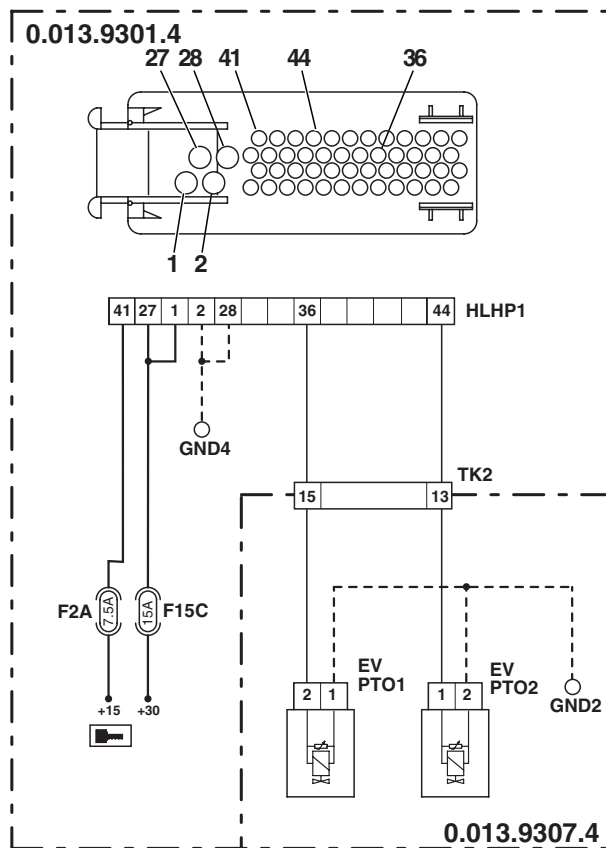 0.013.9301.4
27 28 41 44 36
1 2
41 27 1 2 28 36 44 HLHP1
GND4
TK2
15 13
F2A 7.5A 15A F15C
EV PTO1
EV PTO2
2 1
1 2
GND2
+15 +30
0.013.9307.4